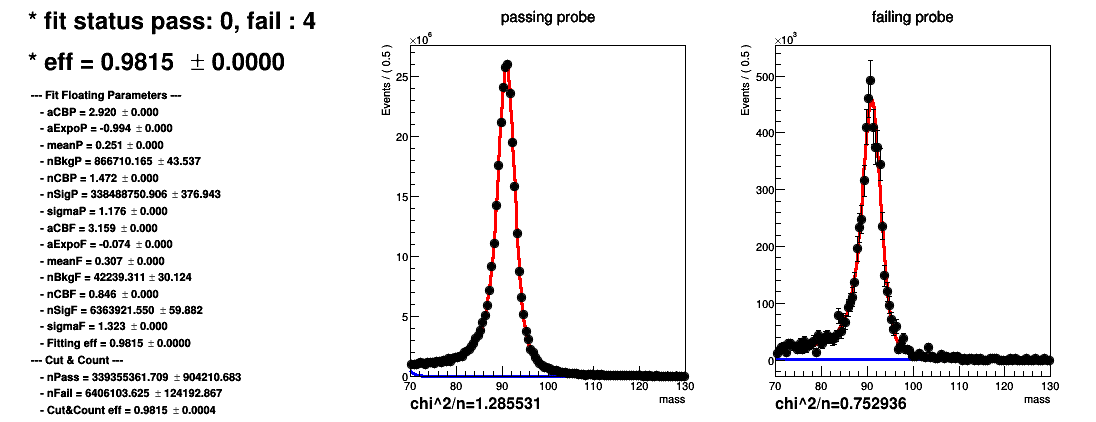 * fit status pass: 0, fail : 4
* eff = 0.9815 ± 0.0000
--- Fit Floating Parameters ---
- aCBP = 2.920 ± 0.000
- aExpoP = -0.994 ± 0.000
- meanP = 0.251 ± 0.000
- nBkgP = 866710.165 ± 43.537
- nCBP = 1.472 ± 0.000
- nSigP = 338488750.906 ± 376.943
- sigmaP = 1.176 ± 0.000
- aCBF = 3.159 ± 0.000
- aExpoF = -0.074 ± 0.000
- meanF = 0.307 ± 0.000
- nBkgF = 42239.311 ± 30.124
- nCBF = 0.846 ± 0.000
- nSigF = 6363921.550 ± 59.882
- sigmaF = 1.323 ± 0.000
- Fitting eff = 0.9815 ± 0.0000
--- Cut & Count ---
- nPass = 339355361.709 ± 904210.683
- nFail = 6406103.625 ± 124192.867
- Cut&Count eff = 0.9815 ± 0.0004
passing probe
×10^6
Events / ( 0.5 )
25
20
15
10
5
0
70 80 90 100 110 120 130
mass
chi^2/n=1.285531
failing probe
×10^3
Events / ( 0.5 )
500
400
300
200
100
0
70 80 90 100 110 120 130
mass
chi^2/n=0.752936